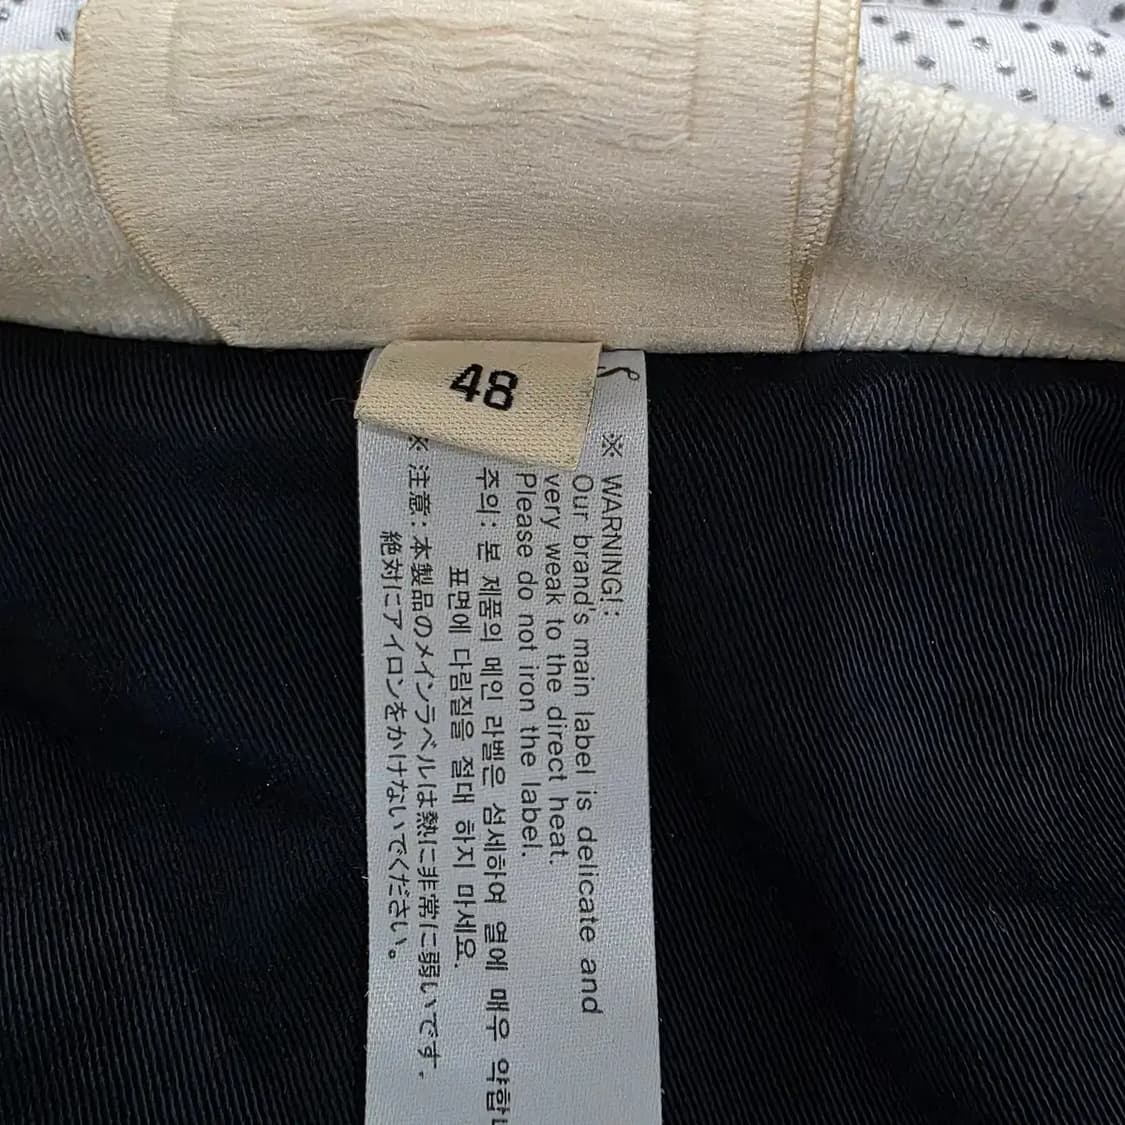 48
※ WARNING!:
Our brand's main label is delicate and
very weak to the direct heat.
Please do not iron the label.
주의: 본 제품의 메인 라벨은 섬세하여 열에 매우
표면에 다림질을 절대 하지 마세요.
※ 注意: 本製品のメインラベルは熱に非常に弱いです.
絶対にアイロンをかけないでください。